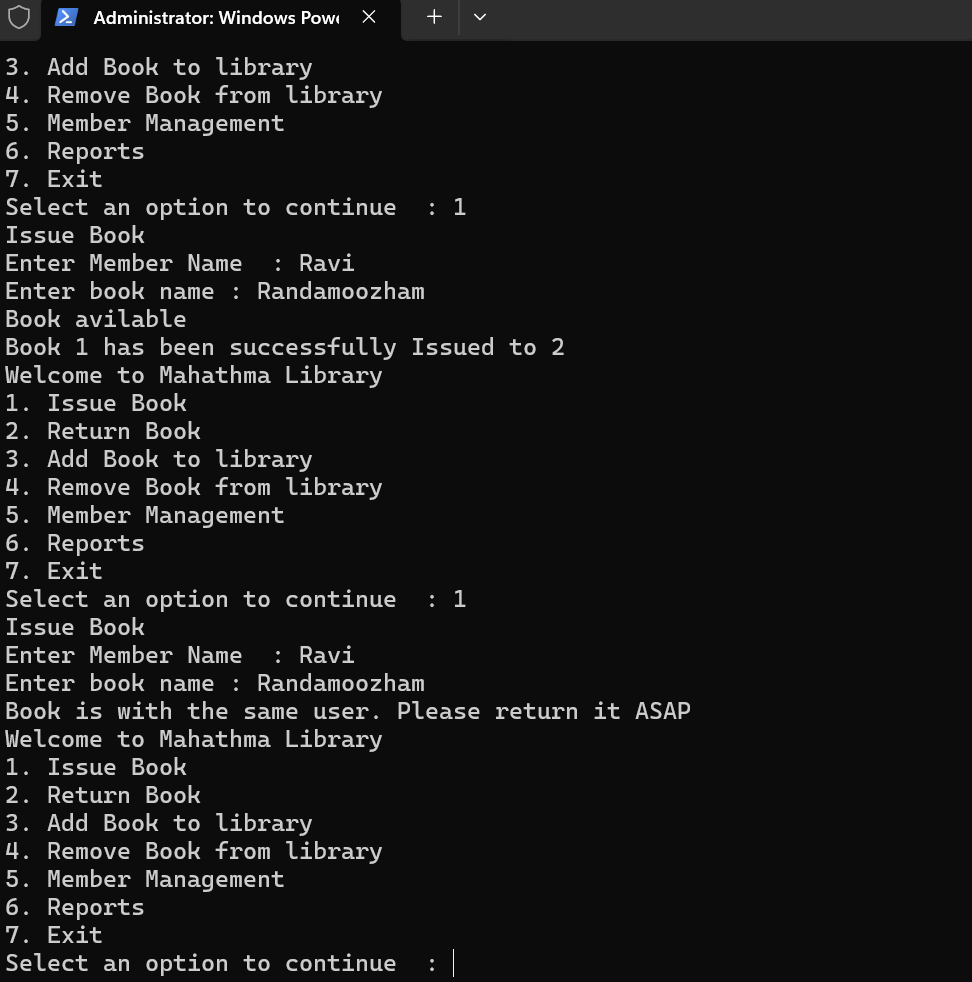 Administrator: Windows Powe
3. Add Book to library
4. Remove Book from library
5. Member Management
6. Reports
7. Exit
Select an option to continue  : 1
Issue Book
Enter Member Name  : Ravi
Enter book name : Randamoozham
Book avilable
Book 1 has been successfully Issued to 2
Welcome to Mahathma Library
1. Issue Book
2. Return Book
3. Add Book to library
4. Remove Book from library
5. Member Management
6. Reports
7. Exit
Select an option to continue  : 1
Issue Book
Enter Member Name  : Ravi
Enter book name : Randamoozham
Book is with the same user. Please return it ASAP
Welcome to Mahathma Library
1. Issue Book
2. Return Book
3. Add Book to library
4. Remove Book from library
5. Member Management
6. Reports
7. Exit
Select an option to continue  :